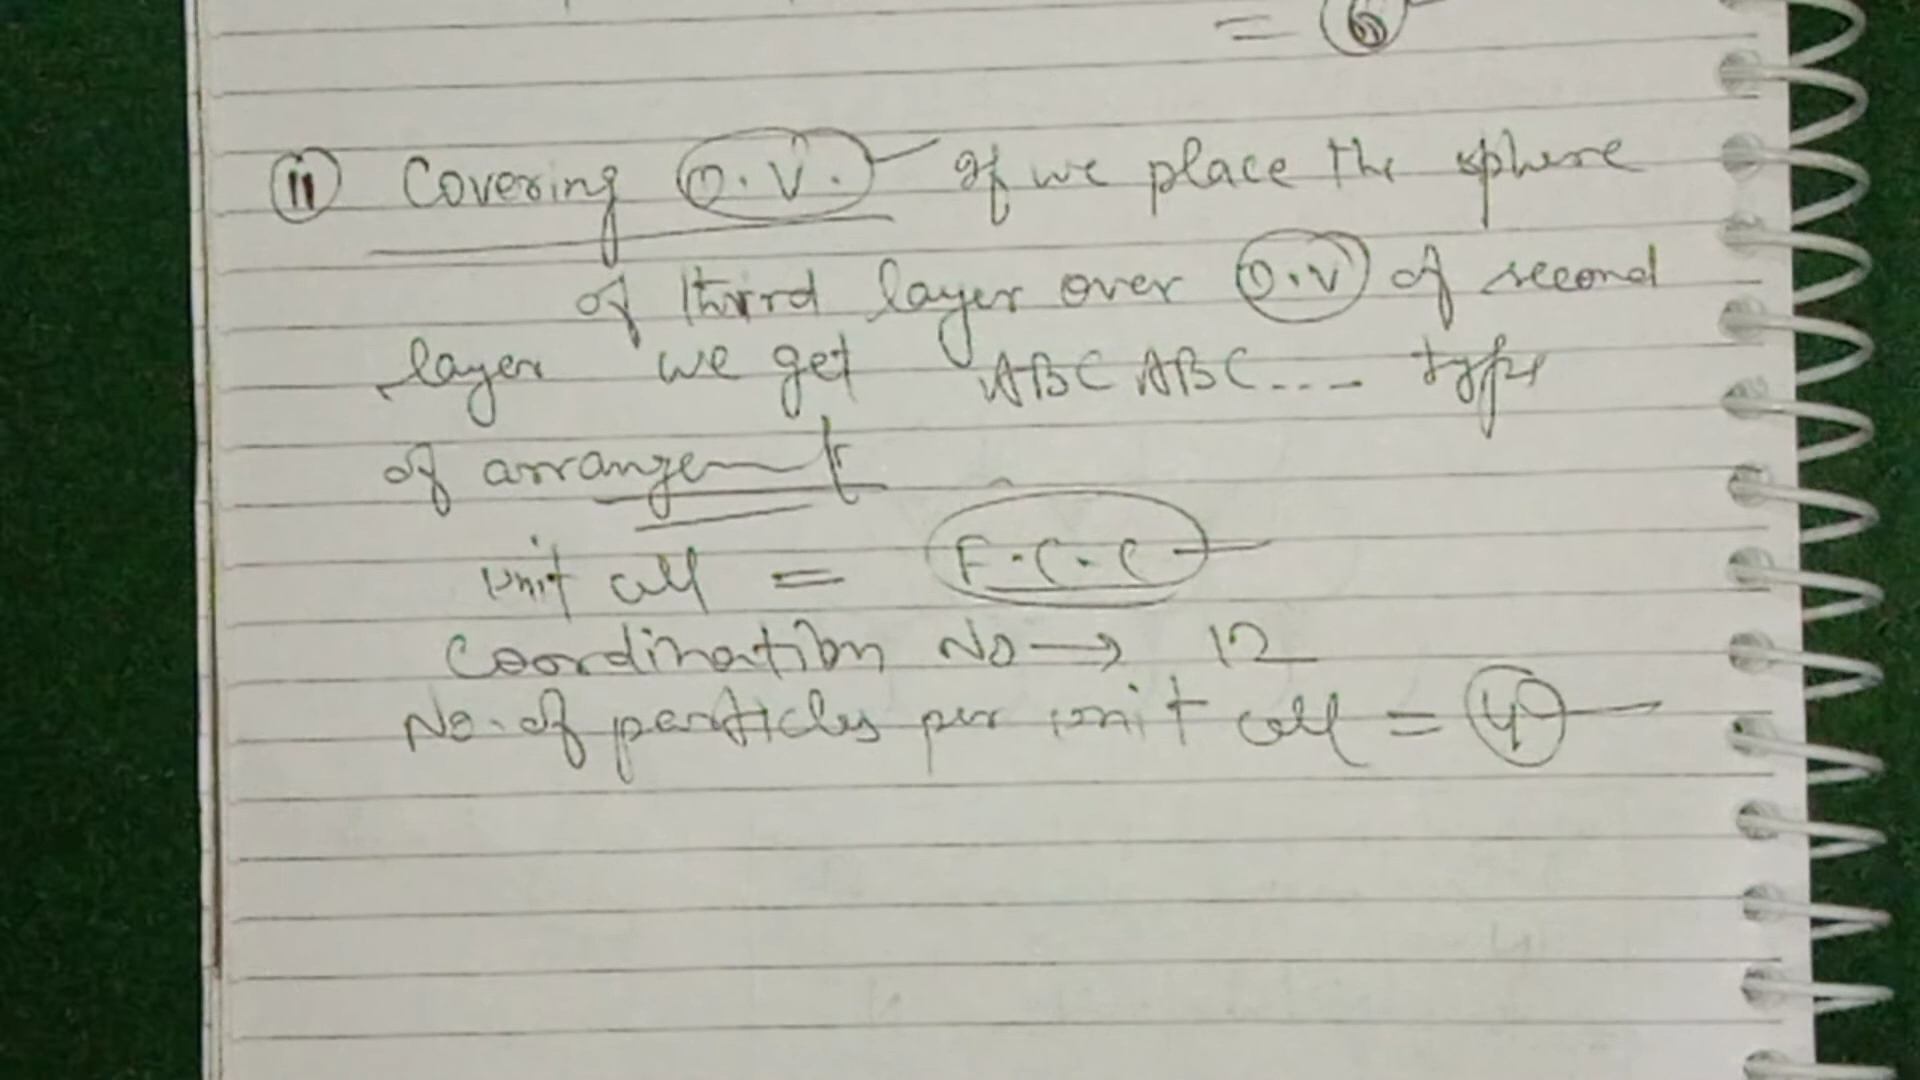 = 6
(ii) Covering O.V. If we place the sphere
of third layer over O.V of second
layer we get ABC ABC.... type
of arrangement
unit cell = F.C.C
Coordination No → 12
No. of particles per unit cell = 4